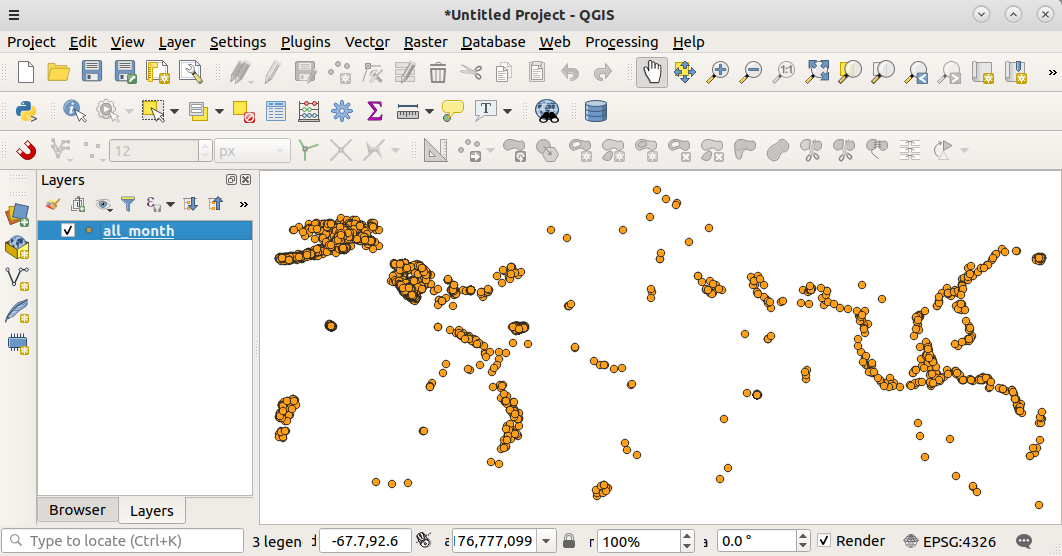 *Untitled Project - QGIS
Project Edit View Layer Settings Plugins Vector Raster Database Web Processing Help
1:1
»
T
12 px
Layers
ε
»
all_month
Browser Layers
Type to locate (Ctrl+K) 3 legen -67.7,92.6 176,777,099 100% 0.0 ° Render EPSG:4326